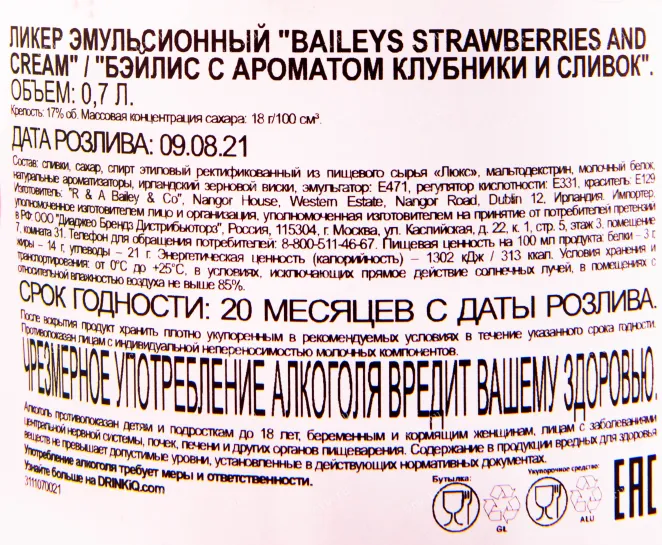 ЛИКЕР ЭМУЛЬСИОННЫЙ "BAILEYS STRAWBERRIES AND
CREAM" / "БЭЙЛИС С АРОМАТОМ КЛУБНИКИ И СЛИВОК".
ОБЪЕМ: 0,7 Л.
Крепость: 17% об. Массовая концентрация сахара: 18 г/100 см³.
ДАТА РОЗЛИВА: 09.08.21
Состав: сливки, сахар, спирт этиловый ректификованный из пищевого сырья «Люкс», мальтодекстрин, молочный белок,
натуральные ароматизаторы, ирландский зерновой виски, эмульгатор: E471, регулятор кислотности: E331, краситель: E129
Изготовитель: "R & A Bailey & Co", Nangor House, Western Estate, Nangor Road, Dublin 12, Ирландия. Импортер,
уполномоченное изготовителем лицо и организация, уполномоченная изготовителем на принятие от потребителей претензий
в РФ: ООО "Диаджео Брендс Дистрибьюторз", Россия, 115304, г. Москва, ул. Каспийская, д. 22, к. 1, стр. 5, этаж 3, помещение
7, комната 31. Телефон для обращения потребителей: 8-800-511-46-67. Пищевая ценность на 100 мл продукта: белки – 3 г,
жиры – 14 г, углеводы – 21 г. Энергетическая ценность (калорийность) – 1302 кДж / 313 ккал. Условия хранения и
транспортирования: от 0°C до +25°C, в условиях, исключающих прямое действие солнечных лучей, в помещениях с
относительной влажностью воздуха не выше 85%.
СРОК ГОДНОСТИ: 20 МЕСЯЦЕВ С ДАТЫ РОЗЛИВА.
После вскрытия продукт хранить плотно укупоренным в рекомендуемых условиях в течение указанного срока годности.
Противопоказан лицам с индивидуальной непереносимостью молочных компонентов.
ЧРЕЗМЕРНОЕ УПОТРЕБЛЕНИЕ АЛКОГОЛЯ ВРЕДИТ ВАШЕМУ ЗДОРОВЬЮ.
Алкоголь противопоказан детям и подросткам до 18 лет, беременным и кормящим женщинам, лицам с заболеваниями
центральной нервной системы, почек, печени и других органов пищеварения. Содержание в продукции вредных для здоровья
веществ не превышает допустимые уровни, установленные в действующих нормативных документах.
Употребление алкоголя требует меры и ответственности.
Узнайте больше на DRINKiQ.com
3111070021
Бутылка:
Укупорочное средство:
GL
ALU
EAC